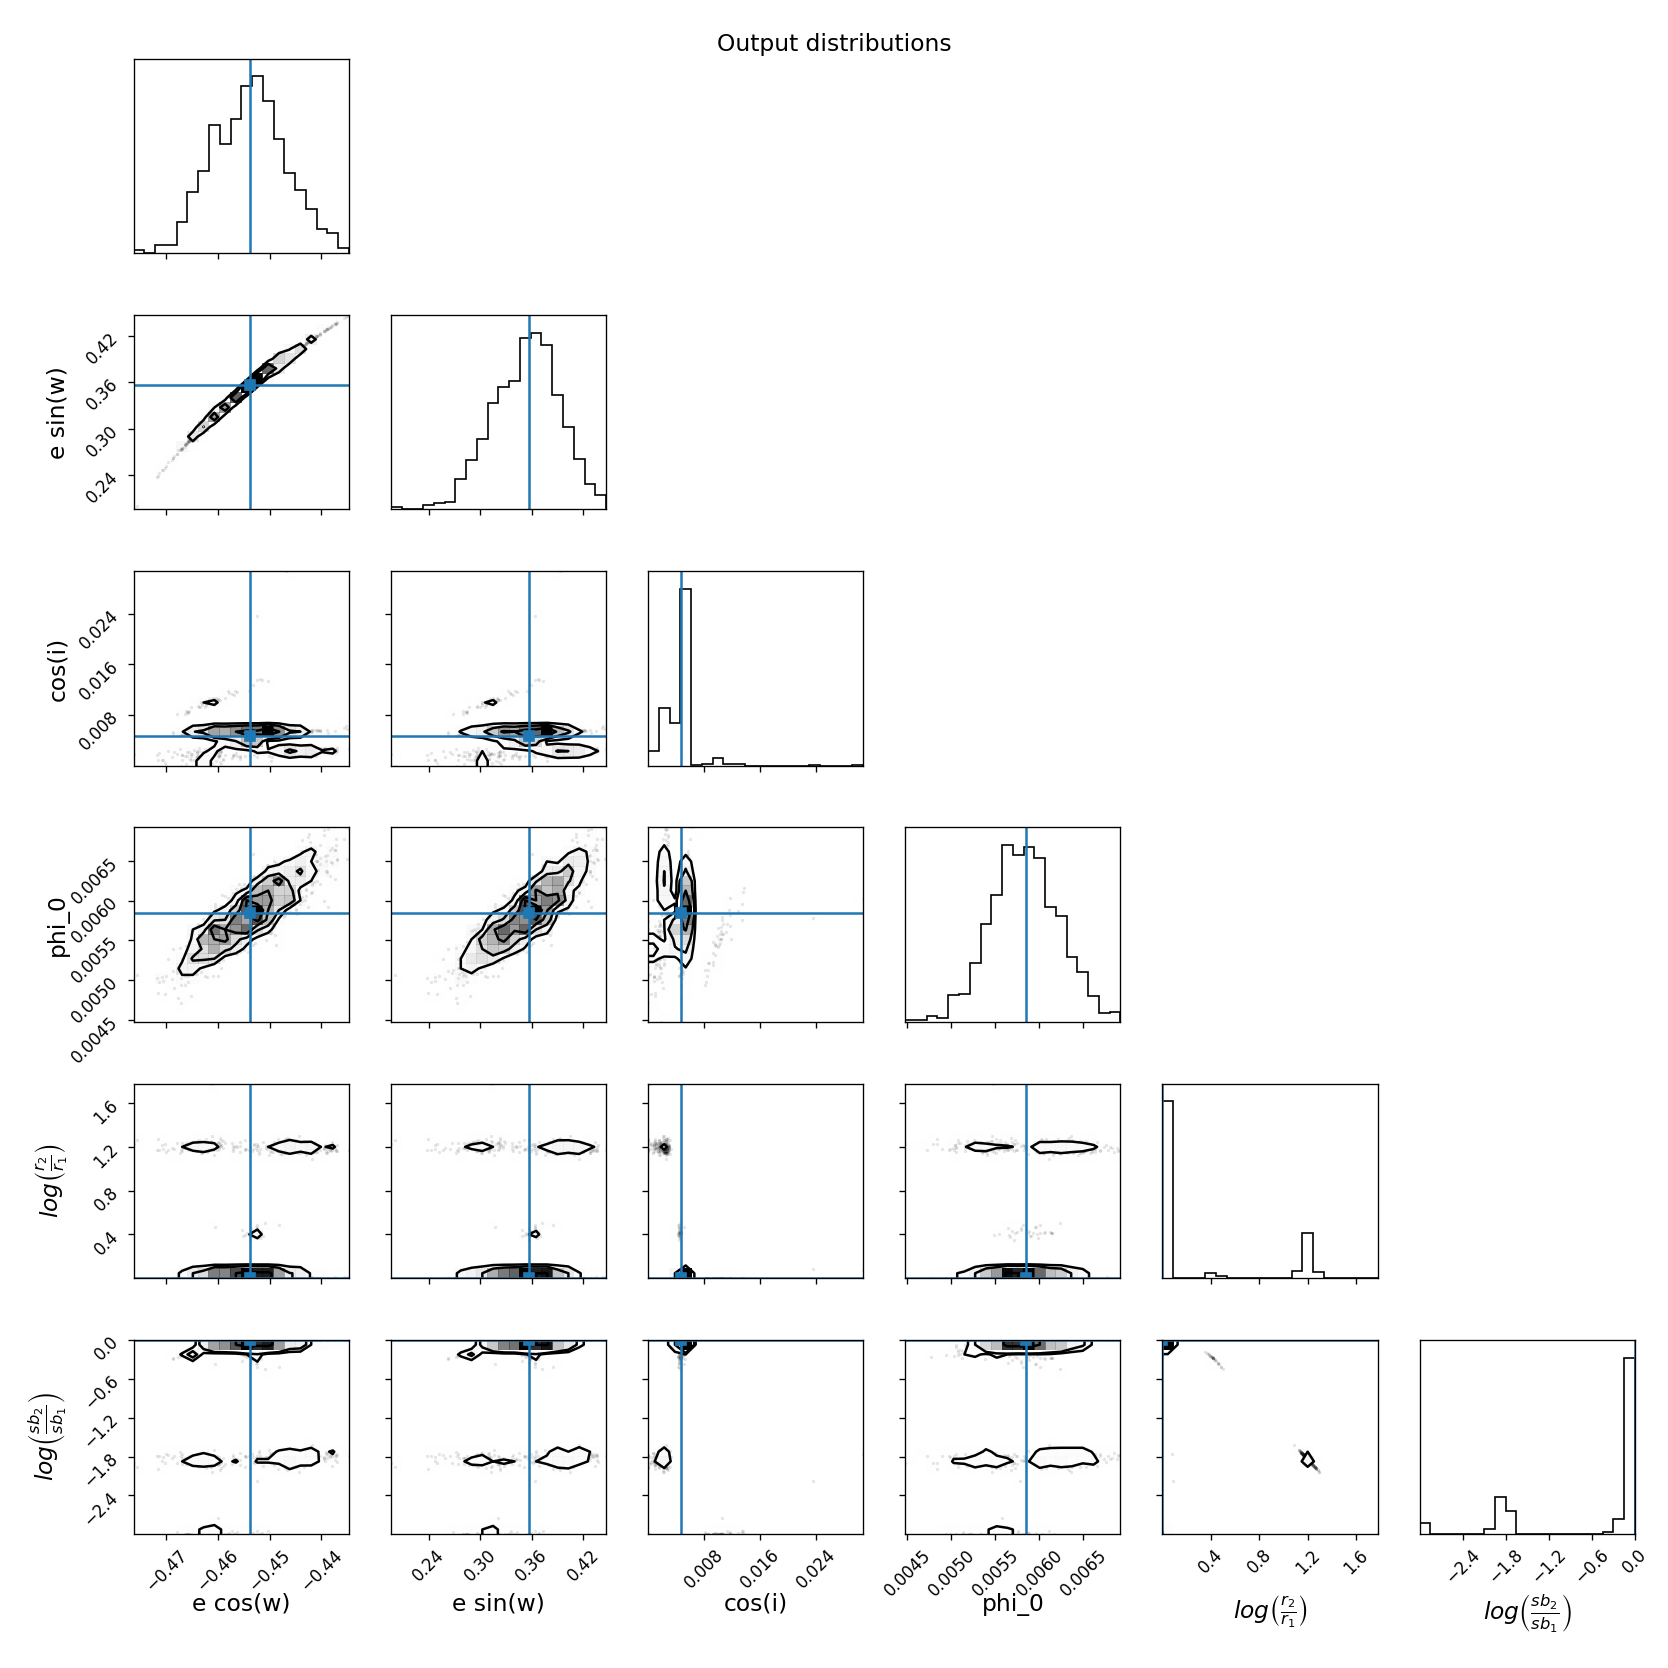 Output distributions
e sin(w)
0.42
0.36
0.30
0.24
cos(i)
0.024
0.016
0.008
phi_0
0.0065
0.0060
0.0055
0.0050
0.0045
log(r₂/r₁)
1.6
1.2
0.8
0.4
log(sb₂/sb₁)
0.0
−0.6
−1.2
−1.8
−2.4
−0.47 −0.46 −0.45 −0.44
0.24 0.30 0.36 0.42
0.008 0.016 0.024
0.0045 0.0050 0.0055 0.0060 0.0065
0.4 0.8 1.2 1.6
−2.4 −1.8 −1.2 −0.6 0.0
e cos(w)
e sin(w)
cos(i)
phi_0
log(r₂/r₁)
log(sb₂/sb₁)